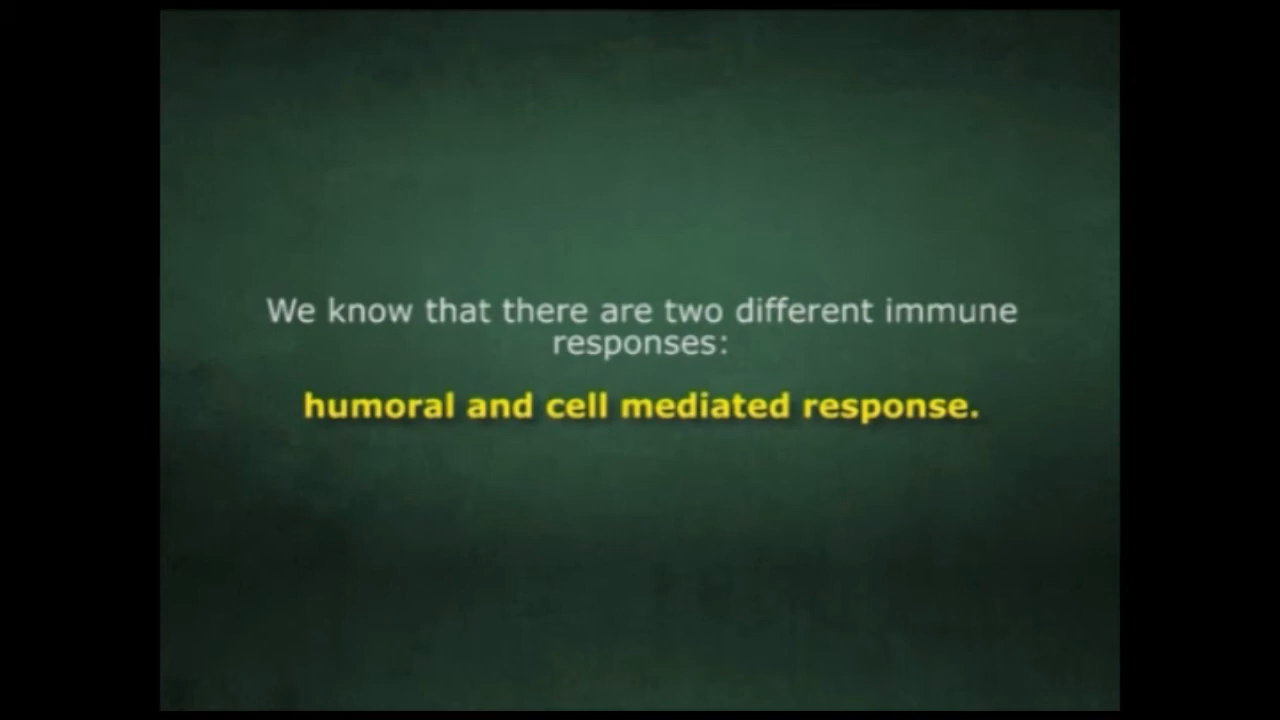 We know that there are two different immune
responses:
humoral and cell mediated response.